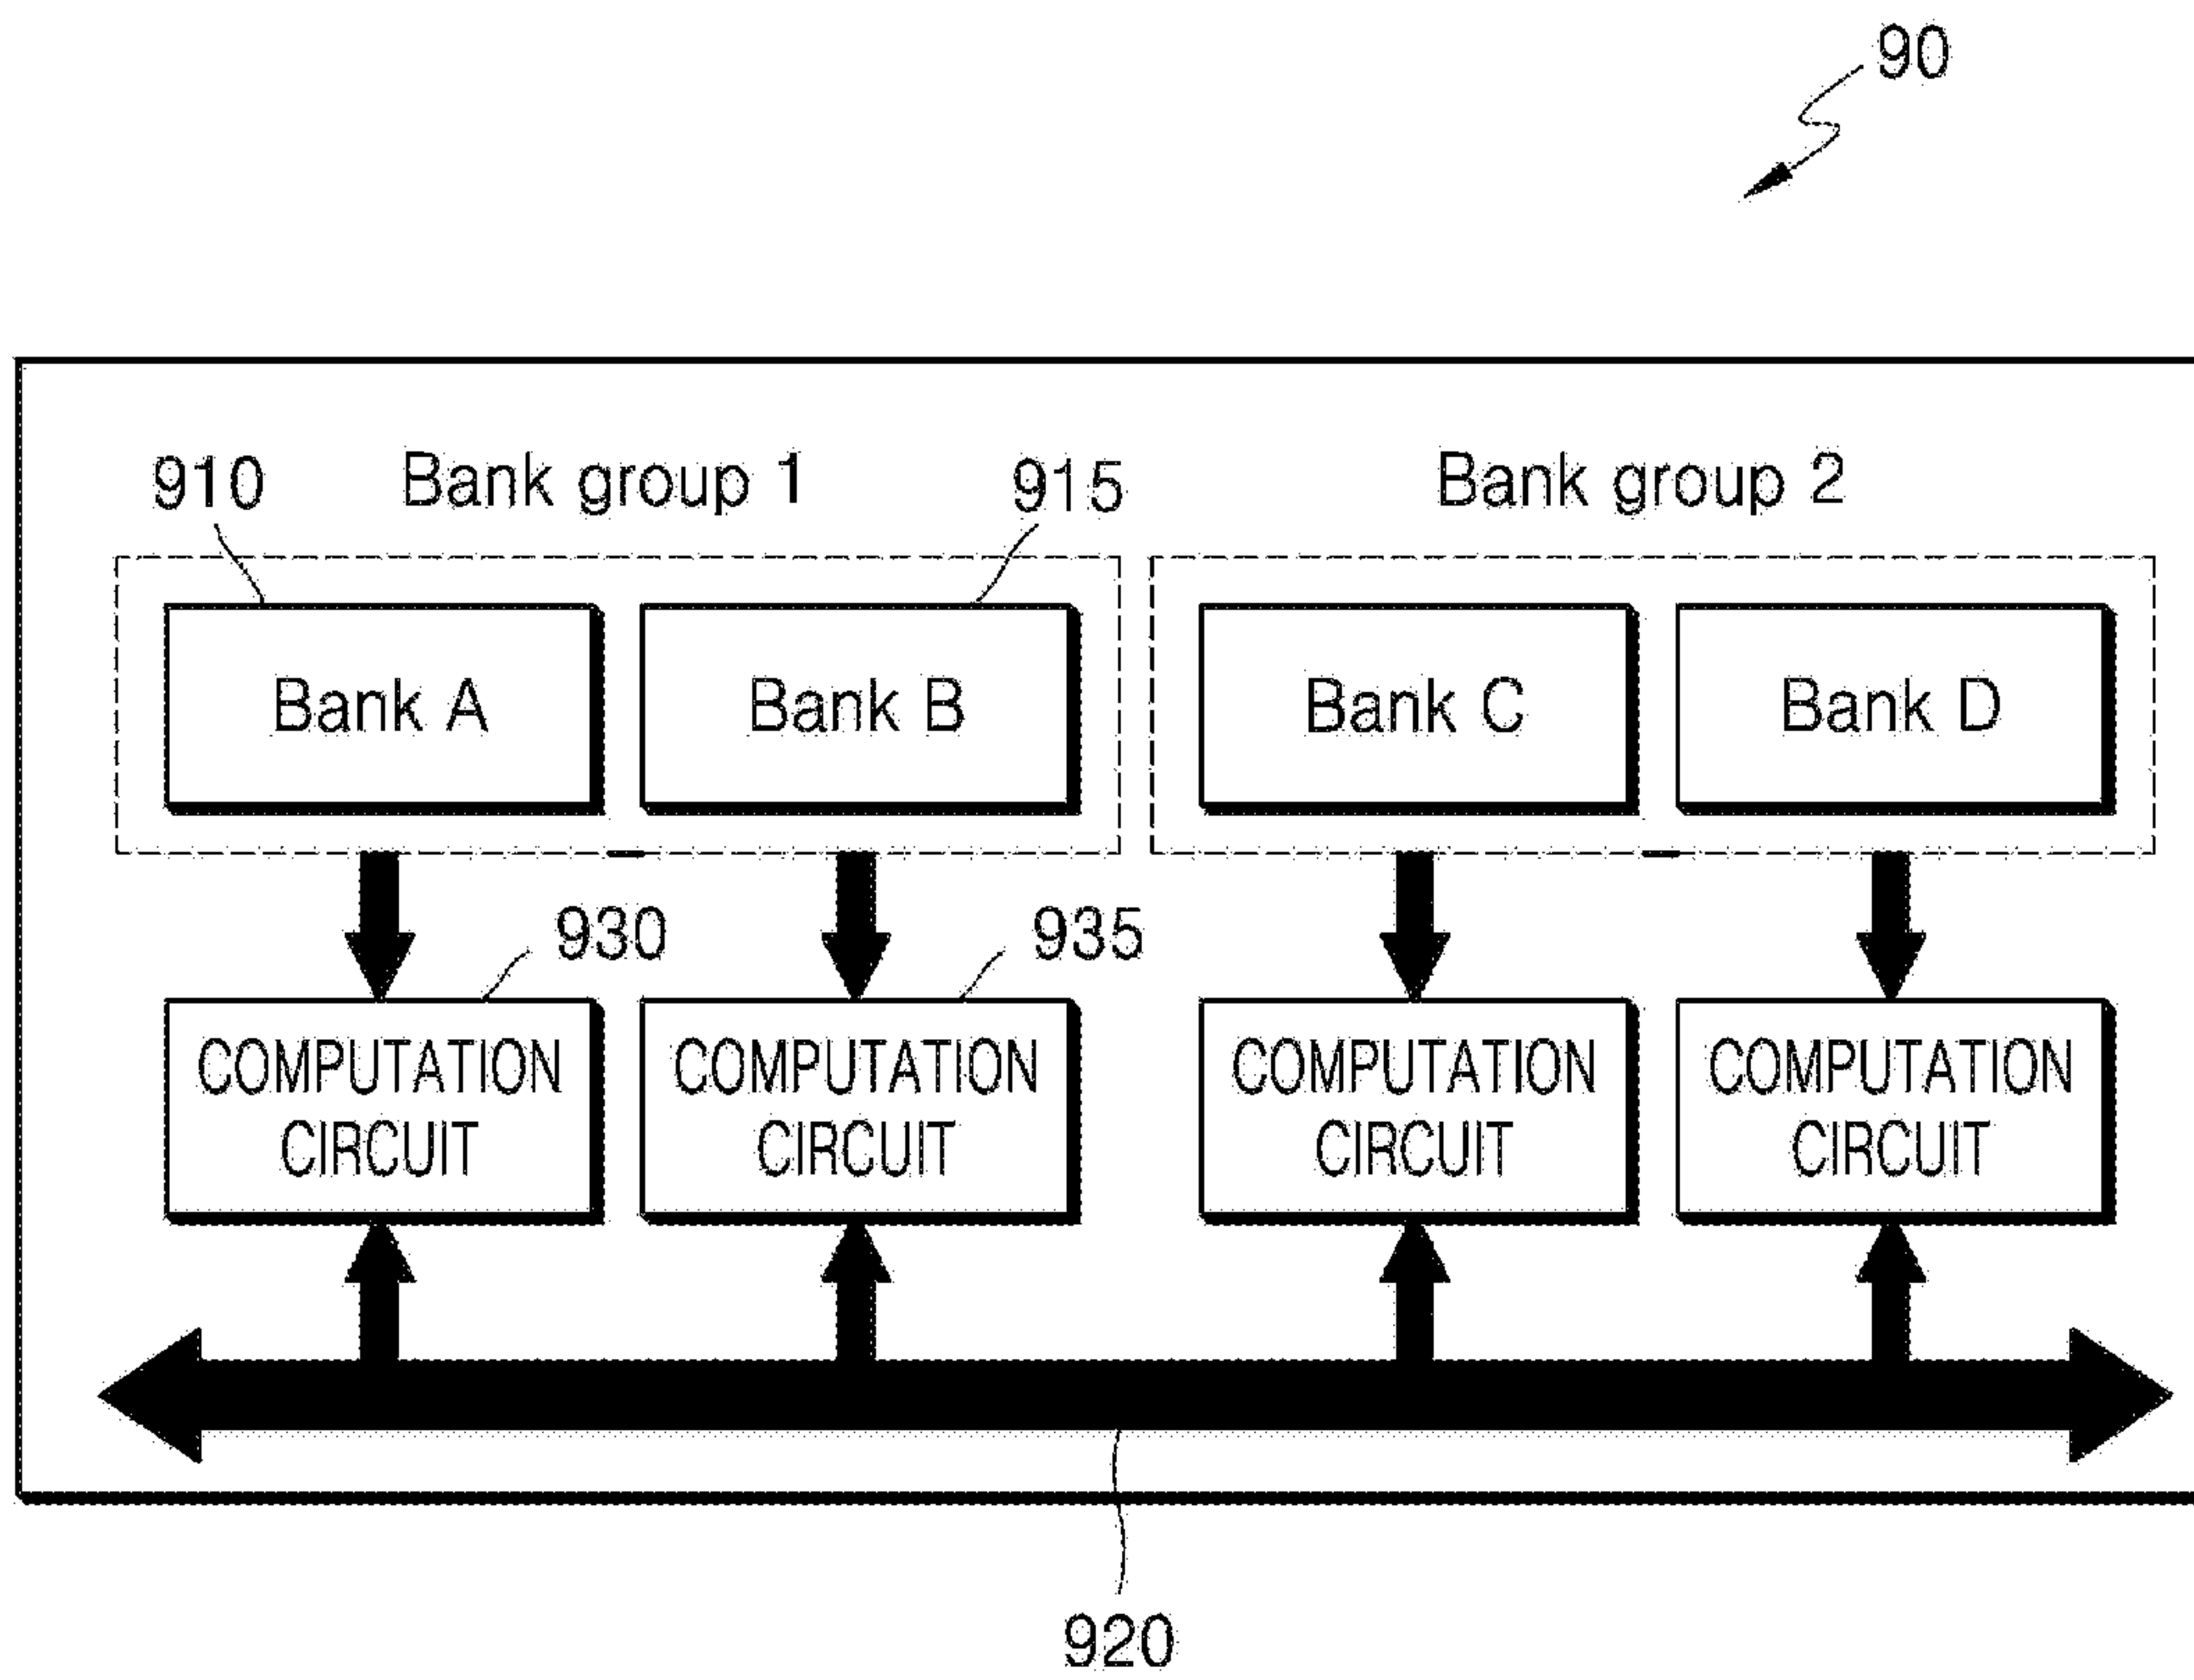 90
910 Bank group 1 915 Bank group 2
Bank A Bank B Bank C Bank D
930 935
COMPUTATION COMPUTATION COMPUTATION COMPUTATION
CIRCUIT CIRCUIT CIRCUIT CIRCUIT
920